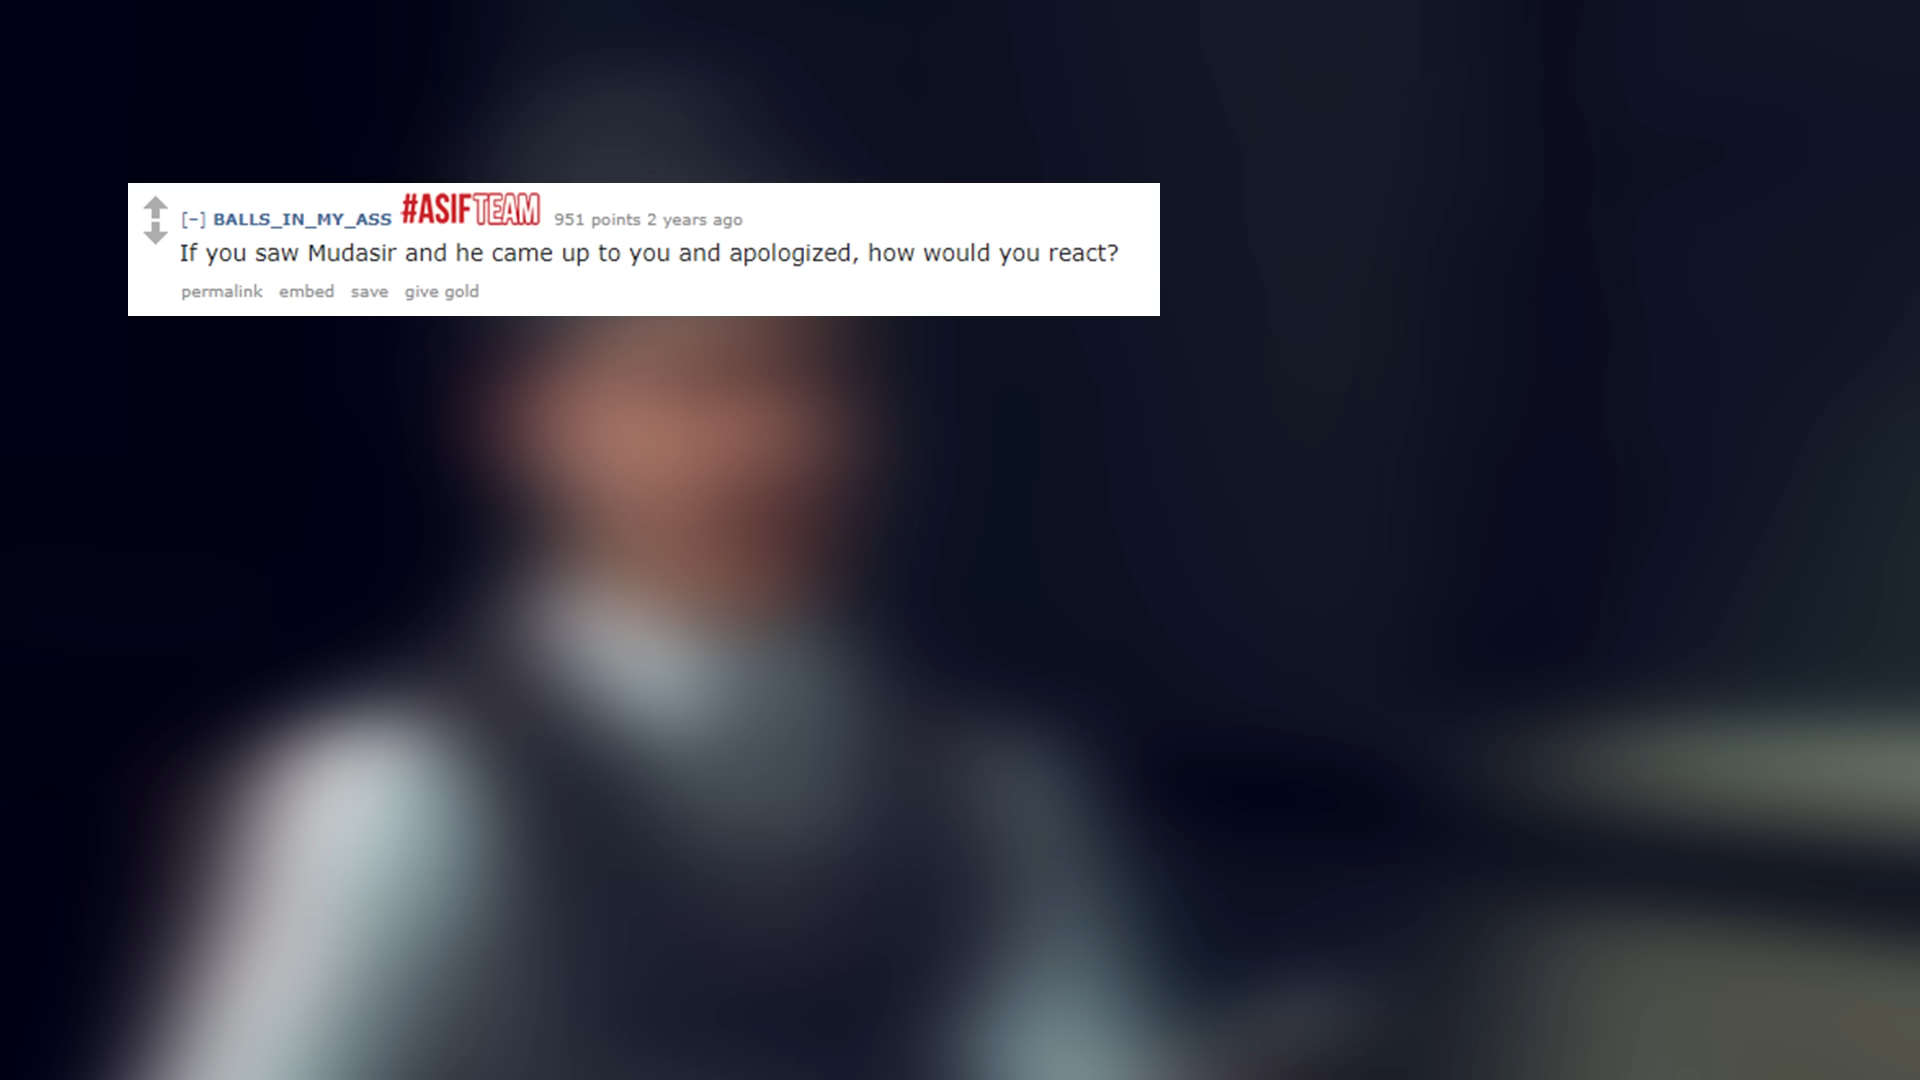 [–] BALLS_IN_MY_ASS #ASIFTEAM 951 points 2 years ago
If you saw Mudasir and he came up to you and apologized, how would you react?
permalink embed save give gold